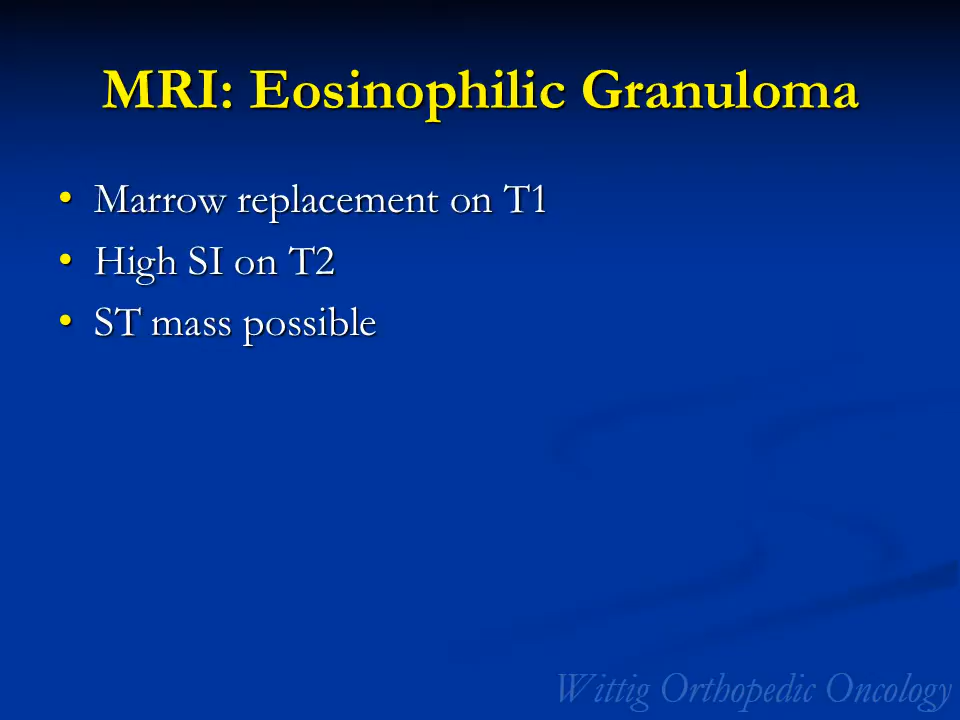 MRI: Eosinophilic Granuloma
• Marrow replacement on T1
• High SI on T2
• ST mass possible
Wittig Orthopedic Oncology